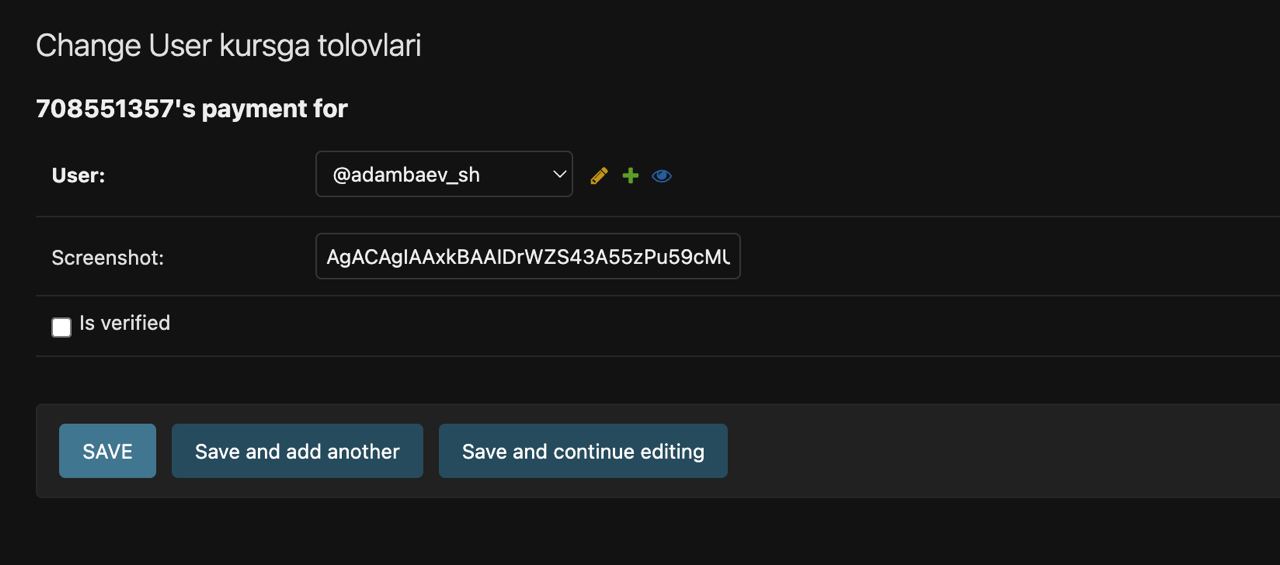 Change User kursga tolovlari
708551357's payment for
User:
@adambaev_sh
Screenshot:
AgACAgIAAxkBAAIDrWZS43A55zPu59cMU
Is verified
SAVE
Save and add another
Save and continue editing